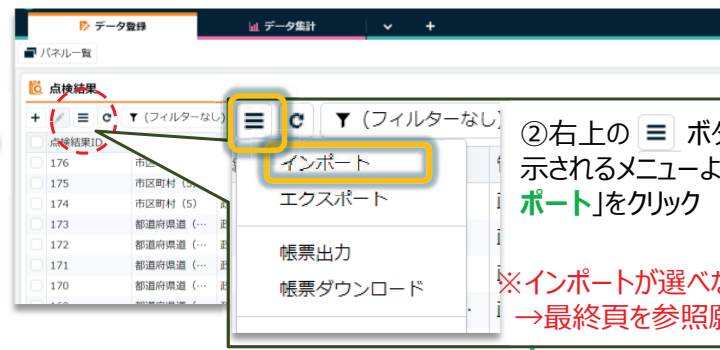 データ登録
データ集計
パネル一覧
点検結果
(フィルターなし)
点検結果ID
176
175 市区町村（5）
174 市区町村（5）
173 都道府県道（…
172 都道府県道（…
171 都道府県道（…
170 都道府県道（…
(フィルターなし)
インポート
エクスポート
帳票出力
帳票ダウンロード
②右上の ボタ
示されるメニューよ
ポート」をクリック
※インポートが選べな
→最終頁を参照願